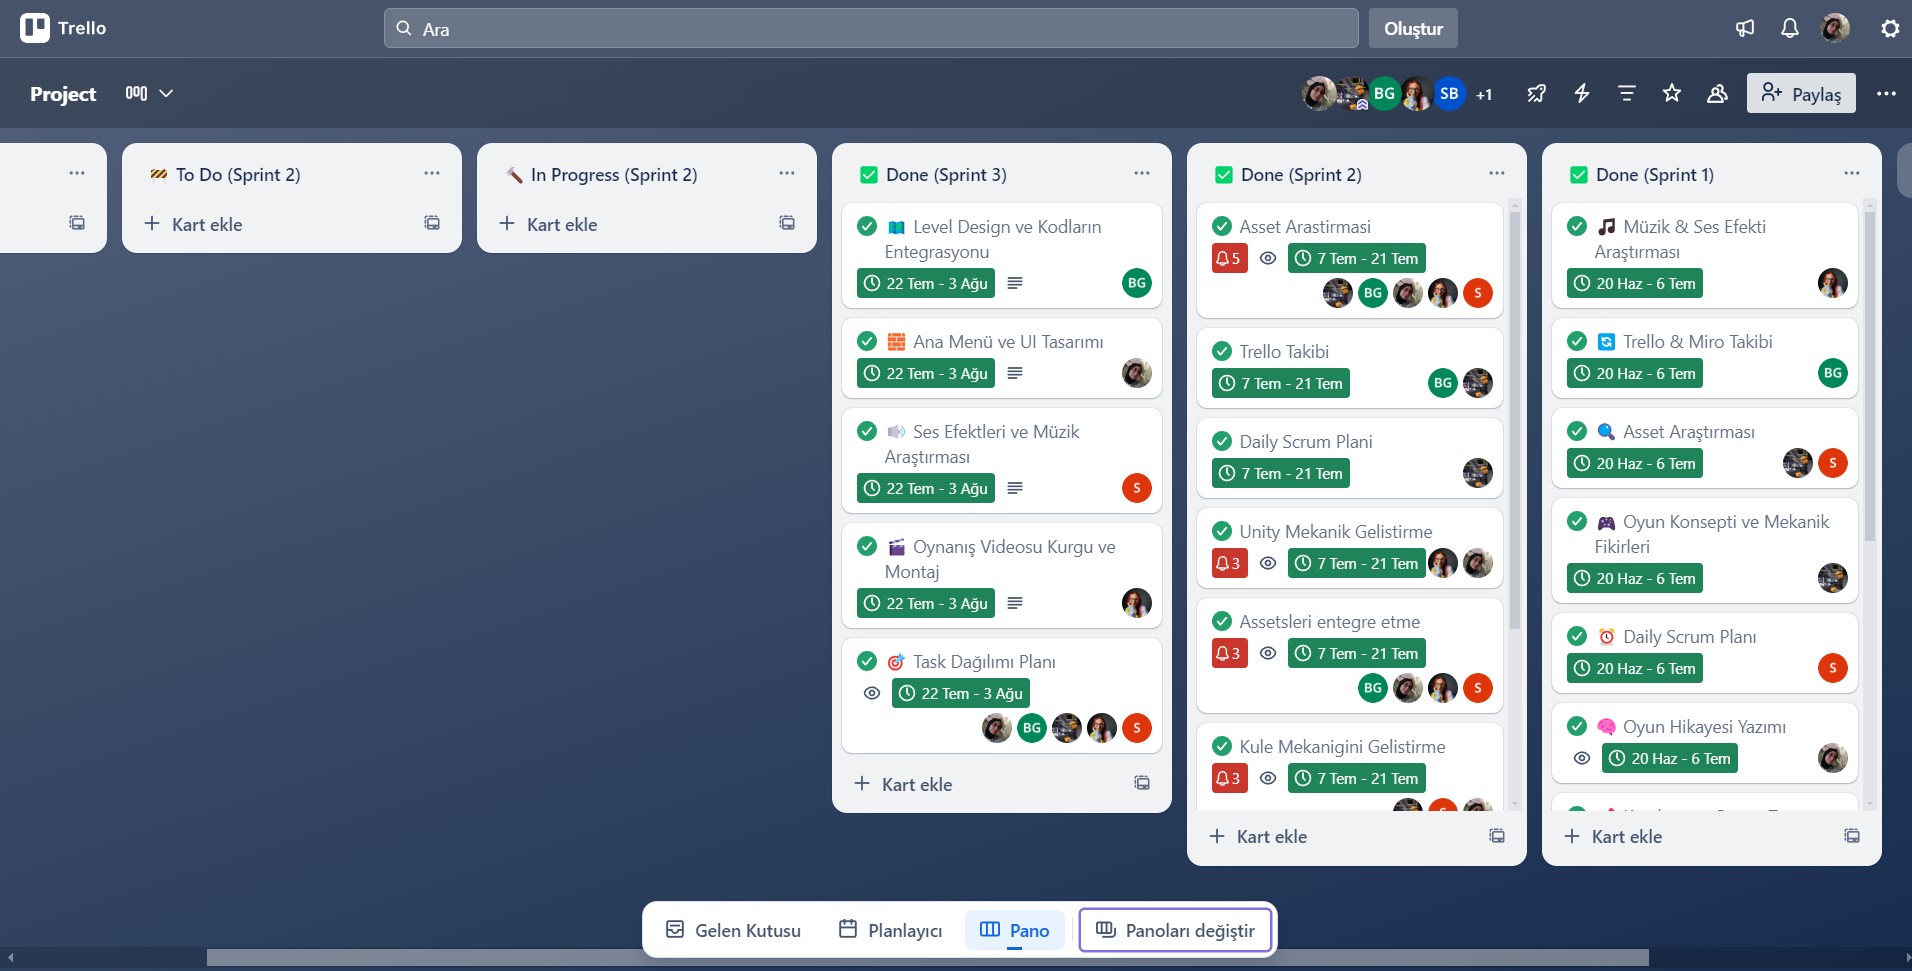 Trello
Ara
Oluştur
Project
BG
SB
+1
Paylaş
To Do (Sprint 2)
Kart ekle
In Progress (Sprint 2)
Kart ekle
Done (Sprint 3)
Level Design ve Kodların
Entegrasyonu
22 Tem - 3 Ağu
BG
Ana Menü ve UI Tasarımı
22 Tem - 3 Ağu
Ses Efektleri ve Müzik
Araştırması
22 Tem - 3 Ağu
S
Oynanış Videosu Kurgu ve
Montaj
22 Tem - 3 Ağu
Task Dağılımı Planı
22 Tem - 3 Ağu
BG
S
Kart ekle
Done (Sprint 2)
Asset Arastirmasi
5
7 Tem - 21 Tem
BG
S
Trello Takibi
7 Tem - 21 Tem
BG
Daily Scrum Plani
7 Tem - 21 Tem
Unity Mekanik Gelistirme
3
7 Tem - 21 Tem
Assetsleri entegre etme
3
7 Tem - 21 Tem
BG
S
Kule Mekanigini Gelistirme
3
7 Tem - 21 Tem
Kart ekle
Done (Sprint 1)
Müzik & Ses Efekti
Araştırması
20 Haz - 6 Tem
Trello & Miro Takibi
20 Haz - 6 Tem
BG
Asset Araştırması
20 Haz - 6 Tem
S
Oyun Konsepti ve Mekanik
Fikirleri
20 Haz - 6 Tem
Daily Scrum Planı
20 Haz - 6 Tem
S
Oyun Hikayesi Yazımı
20 Haz - 6 Tem
Kart ekle
Gelen Kutusu
Planlayıcı
Pano
Panoları değiştir